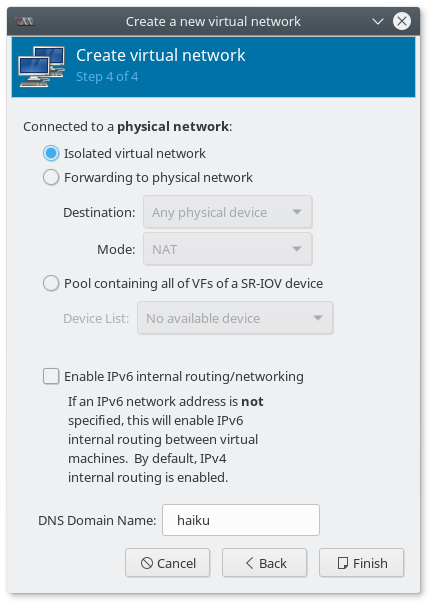 Create a new virtual network
Create virtual network
Step 4 of 4
Connected to a physical network:
Isolated virtual network
Forwarding to physical network
Destination: Any physical device
Mode: NAT
Pool containing all of VFs of a SR-IOV device
Device List: No available device
Enable IPv6 internal routing/networking
If an IPv6 network address is not
specified, this will enable IPv6
internal routing between virtual
machines. By default, IPv4
internal routing is enabled.
DNS Domain Name: haiku
Cancel Back Finish